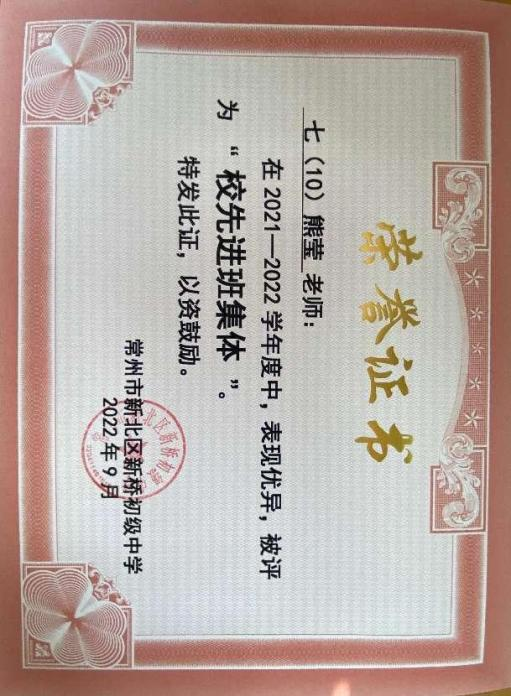 荣誉证书
七（10）熊莹 老师：
在 2021—2022 学年度中，表现优异，被评
为“校先进班集体”。
特发此证，以资鼓励。
常州市新北区新桥初级中学
2022 年 9 月